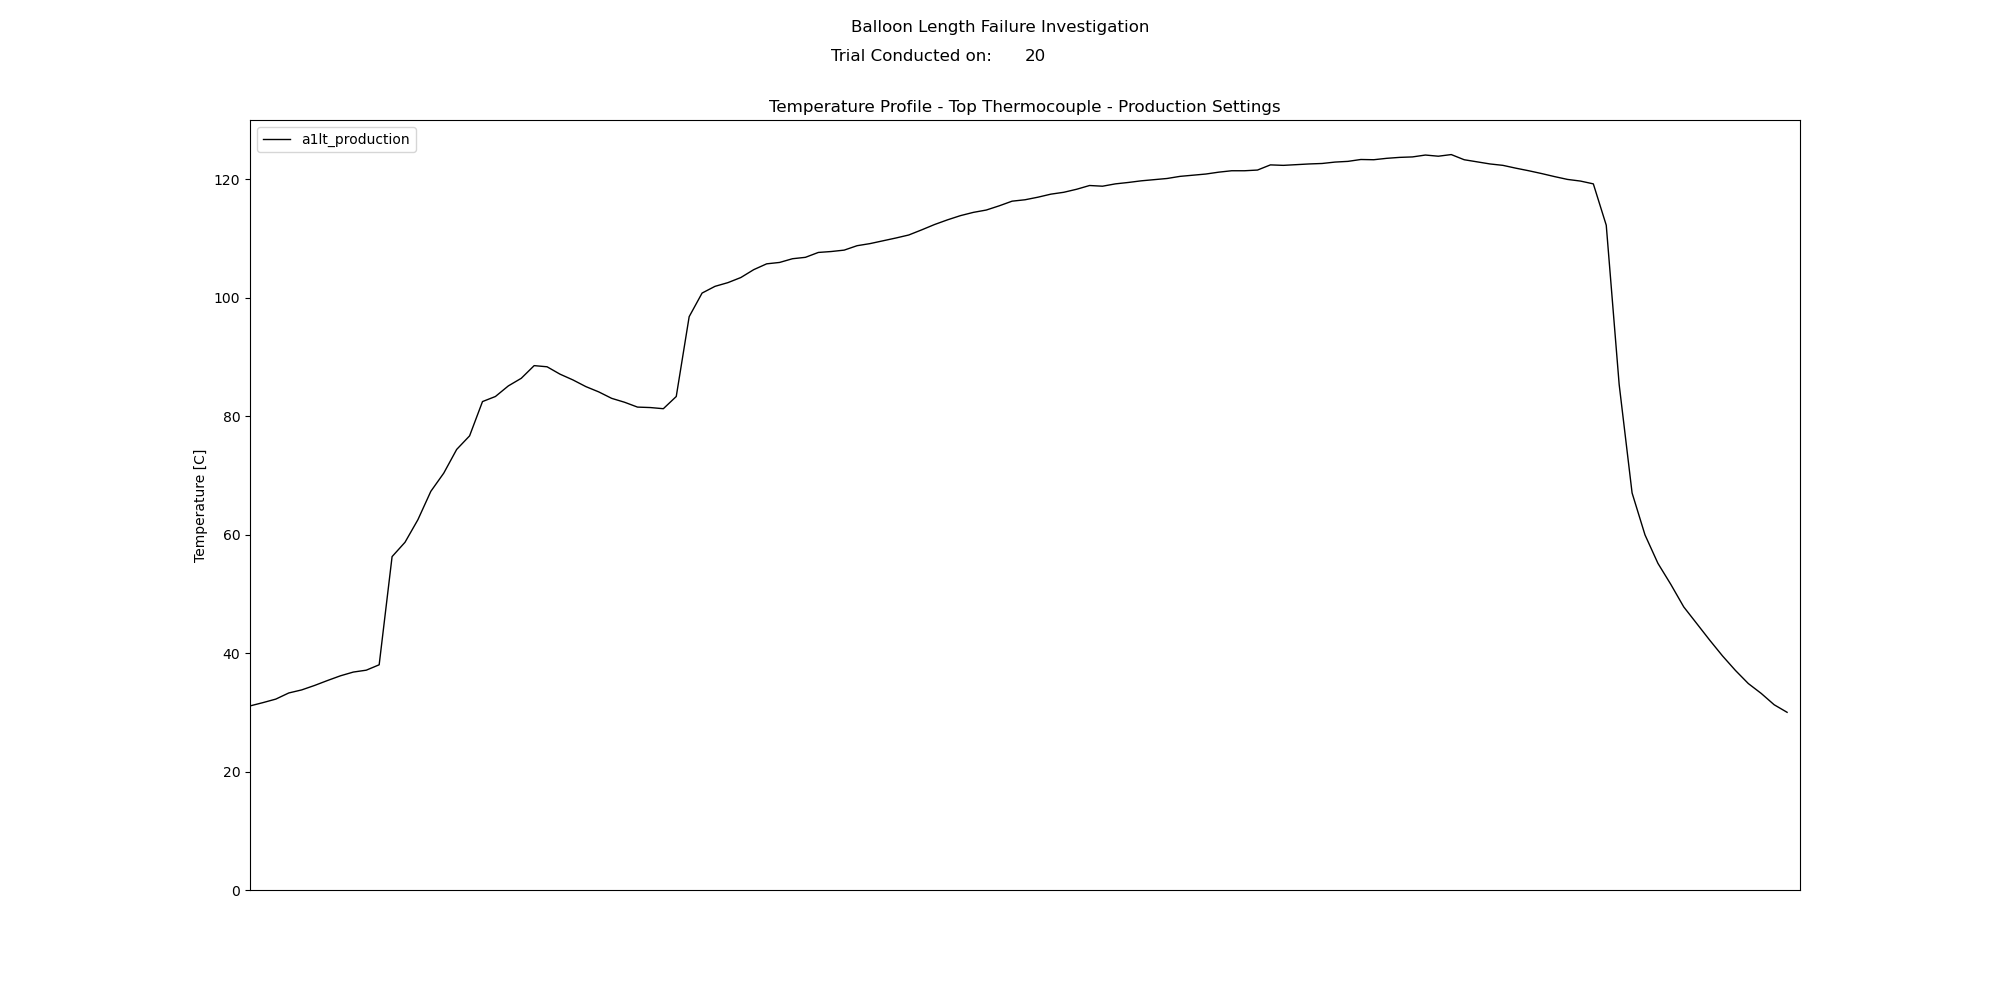 Balloon Length Failure Investigation
Trial Conducted on: 20
Temperature Profile - Top Thermocouple - Production Settings
a1lt_production
120
100
80
60
40
20
0
Temperature [C]